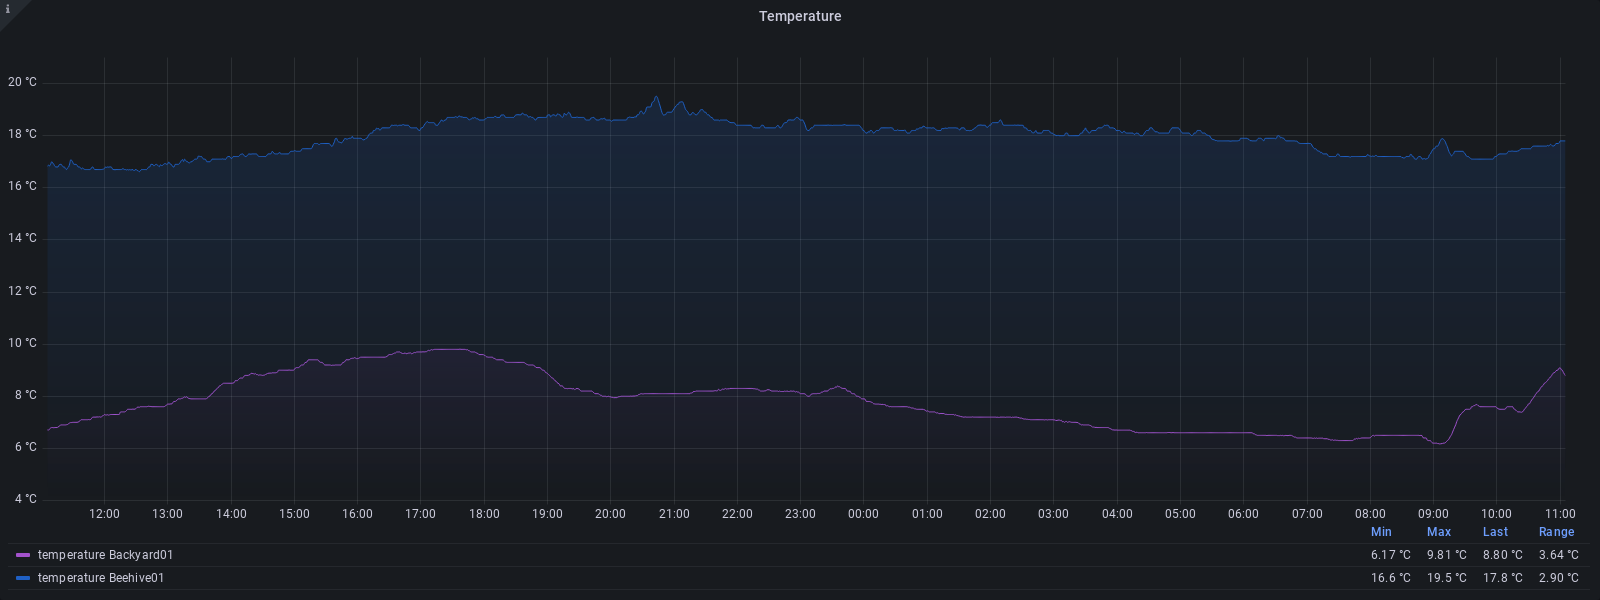 i
Temperature
20 °C
18 °C
16 °C
14 °C
12 °C
10 °C
8 °C
6 °C
4 °C
12:00 13:00 14:00 15:00 16:00 17:00 18:00 19:00 20:00 21:00 22:00 23:00 00:00 01:00 02:00 03:00 04:00 05:00 06:00 07:00 08:00 09:00 10:00 11:00
Min Max Last Range
temperature Backyard01 6.17 °C 9.81 °C 8.80 °C 3.64 °C
temperature Beehive01 16.6 °C 19.5 °C 17.8 °C 2.90 °C